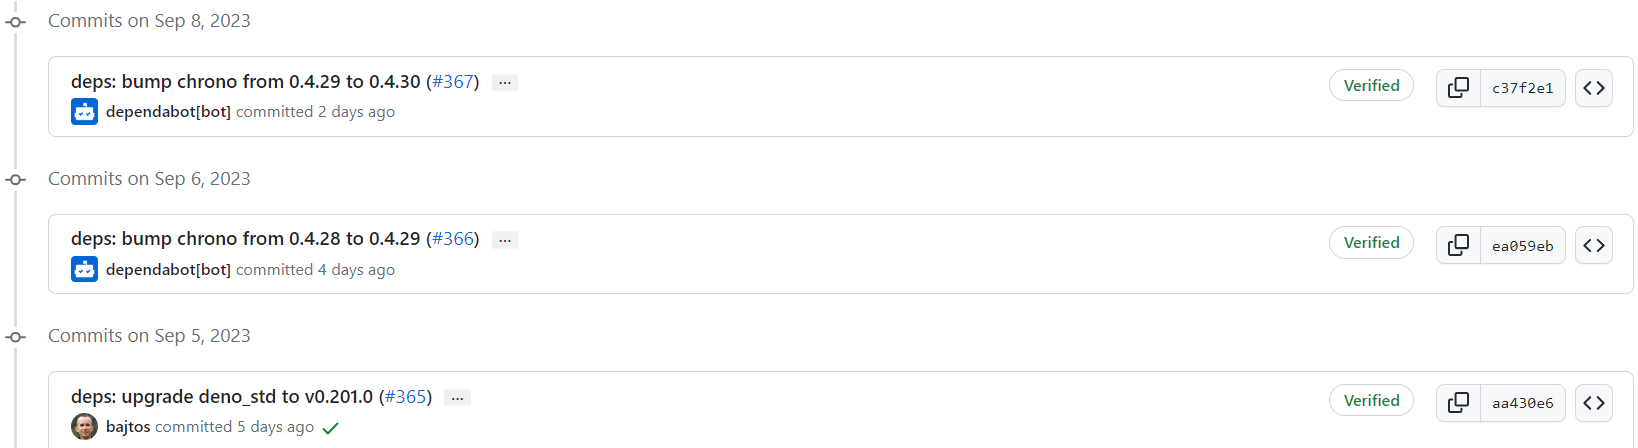 Commits on Sep 8, 2023
deps: bump chrono from 0.4.29 to 0.4.30 (#367) ...
Verified
c37f2e1
dependabot[bot] committed 2 days ago
Commits on Sep 6, 2023
deps: bump chrono from 0.4.28 to 0.4.29 (#366) ...
Verified
ea059eb
dependabot[bot] committed 4 days ago
Commits on Sep 5, 2023
deps: upgrade deno_std to v0.201.0 (#365) ...
Verified
aa430e6
bajtos committed 5 days ago